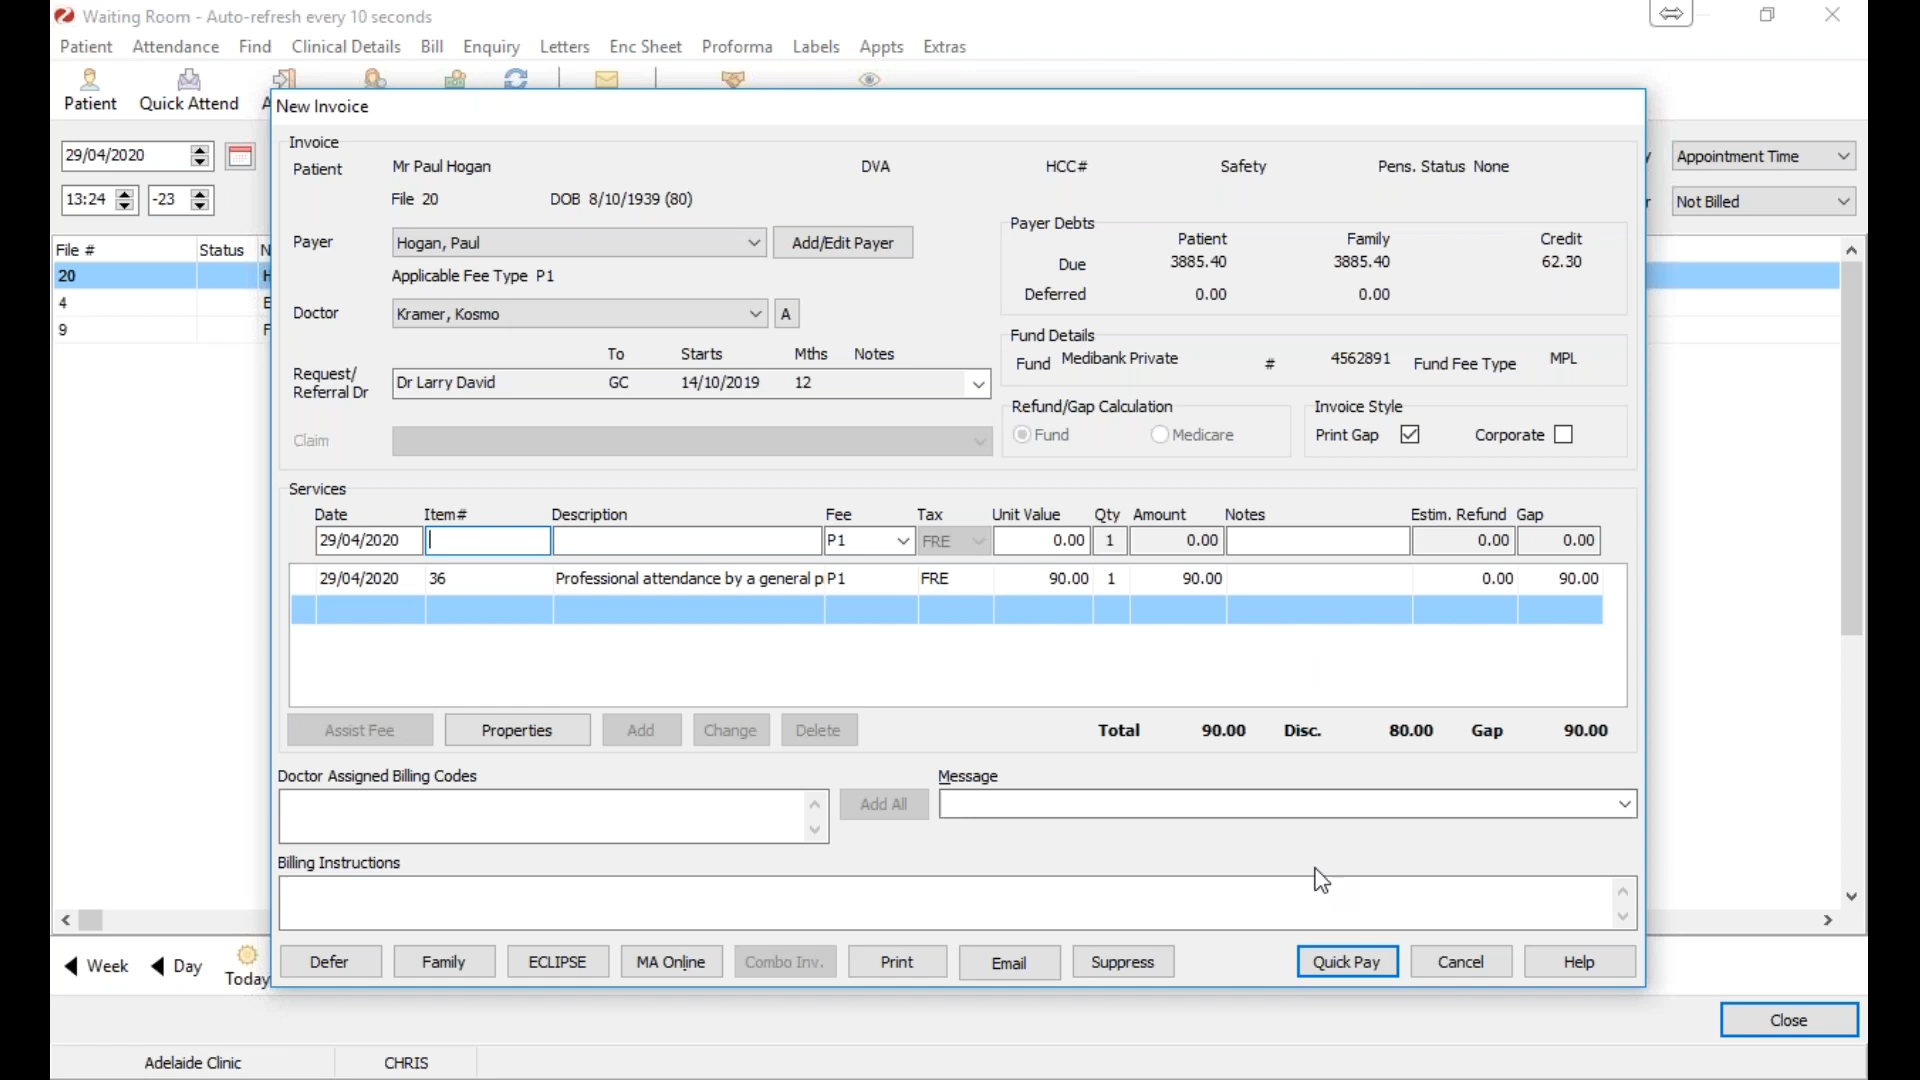 Waiting Room - Auto-refresh every 10 seconds
Patient Attendance Find Clinical Details Bill Enquiry Letters Enc Sheet Proforma Labels Appts Extras
Patient Quick Attend A
New Invoice
29/04/2020
13:24 -23
Appointment Time
Not Billed
File # Status N
20 H
4 E
9 F
Invoice
Patient Mr Paul Hogan DVA HCC# Safety Pens. Status None
File 20 DOB 8/10/1939 (80)
Payer Hogan, Paul Add/Edit Payer
Applicable Fee Type P1
Doctor Kramer, Kosmo A
To Starts Mths Notes
Request/
Referral Dr Dr Larry David GC 14/10/2019 12
Claim
Payer Debts
Patient Family Credit
Due 3885.40 3885.40 62.30
Deferred 0.00 0.00
Fund Details
Fund Medibank Private # 4562891 Fund Fee Type MPL
Refund/Gap Calculation
Fund Medicare
Invoice Style
Print Gap Corporate
Services
Date Item# Description Fee Tax Unit Value Qty Amount Notes Estim. Refund Gap
29/04/2020 P1 FRE 0.00 1 0.00 0.00 0.00
29/04/2020 36 Professional attendance by a general p P1 FRE 90.00 1 90.00 0.00 90.00
Assist Fee Properties Add Change Delete Total 90.00 Disc. 80.00 Gap 90.00
Doctor Assigned Billing Codes
Add All
Message
Billing Instructions
Defer Family ECLIPSE MA Online Combo Inv. Print Email Suppress Quick Pay Cancel Help
Week Day Today
Close
Adelaide Clinic CHRIS